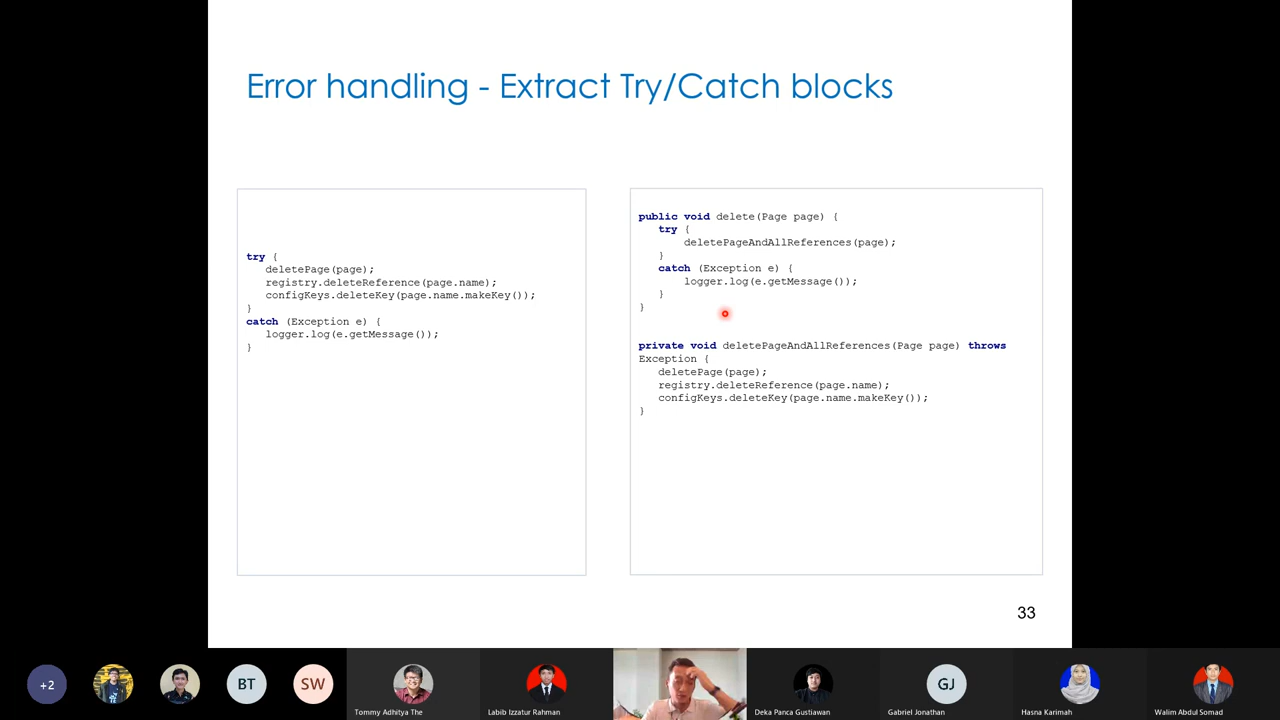 Error handling - Extract Try/Catch blocks
try {
deletePage(page);
registry.deleteReference(page.name);
configKeys.deleteKey(page.name.makeKey());
}
catch (Exception e) {
logger.log(e.getMessage());
}
public void delete(Page page) {
try {
deletePageAndAllReferences(page);
}
catch (Exception e) {
logger.log(e.getMessage());
}
}
private void deletePageAndAllReferences(Page page) throws
Exception {
deletePage(page);
registry.deleteReference(page.name);
configKeys.deleteKey(page.name.makeKey());
}
33
+2
BT
SW
Tommy Adhitya The
Labib Izzatur Rahman
Deka Panca Gustiawan
GJ
Gabriel Jonathan
Hasna Karimah
Walim Abdul Somad